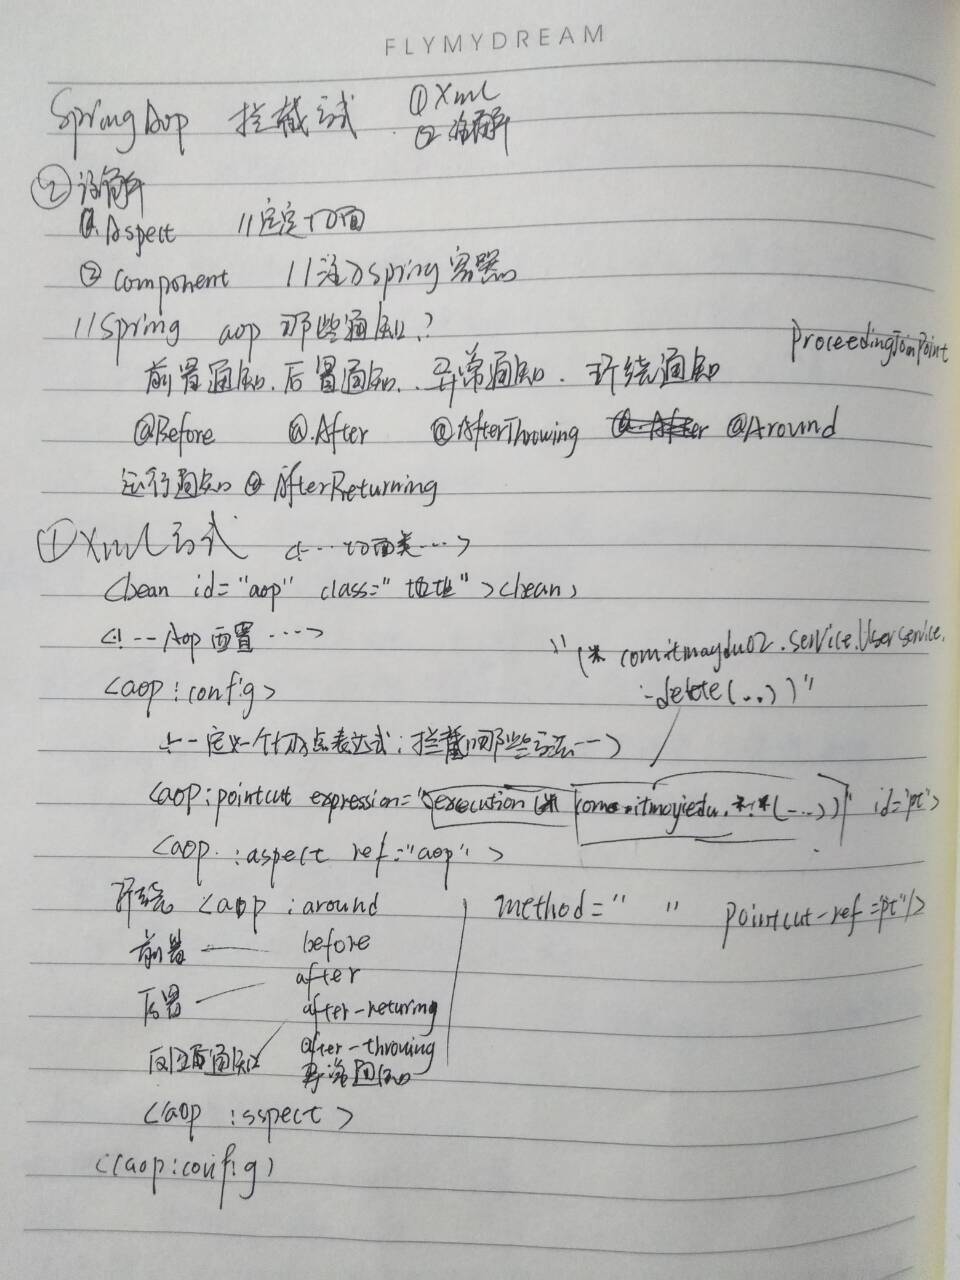 FLYMYDREAM
SpringAop 拦截方式 ①Xml
②注解
②注解
①Aspect //定义切面
② Component //注入spring容器
//Spring aop 那些通知?
ProceedingJoinPoint
前置通知、后置通知、异常通知、环绕通知
@Before @After @AfterThrowing @Around
运行通知 @AfterReturning
①Xml方式 <!--切面类-->
<bean id="aop" class="地址"><bean>
<!--Aop配置---->
"(* com.itmaydu02.service.Userservice.
delete(..))"
<aop:config>
<!--定义一个切点表达式:拦截哪些方法-->
<aop:pointcut expression="execution(* com.itmayiedu.*.*(..))" id="pt">
<aop:aspect ref="aop">
环绕 <aop:around method=" " pointcut-ref="pt"/>
前置 before
after
后置 after-returing
after-throwing
异常通知
<aop:sspect>
<(aop:config)